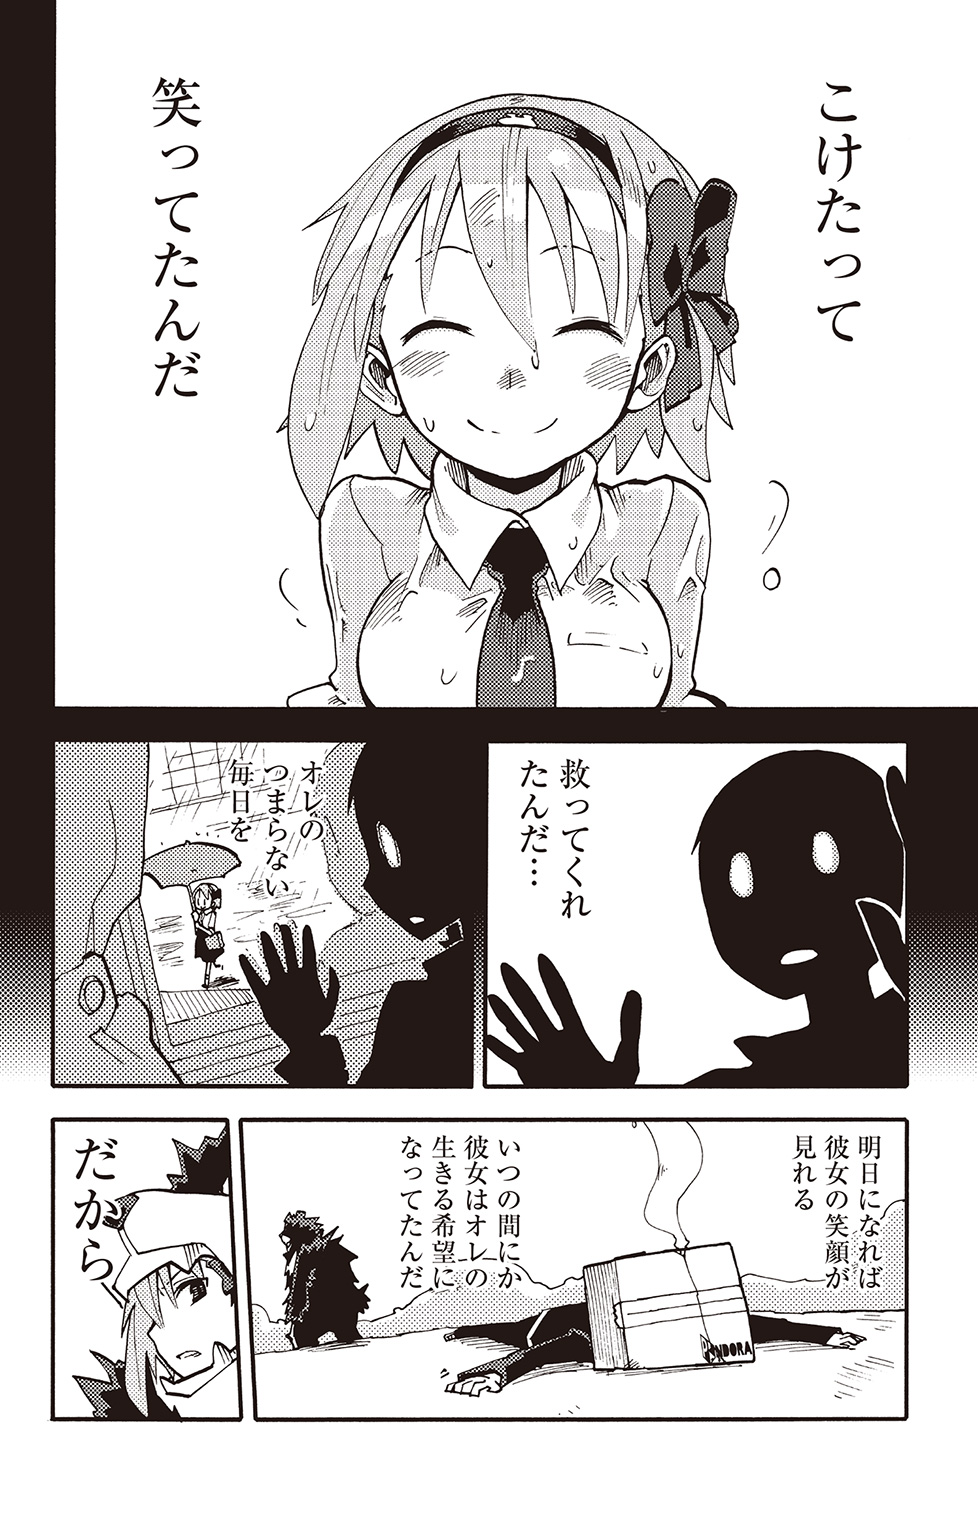 こけたって
笑ってたんだ
救ってくれ
たんだ…
オレの
つまらない
毎日を
明日になれば
彼女の笑顔が
見れる
いつの間にか
彼女はオレの
生きる希望に
なってたんだ
PANDORA
だから